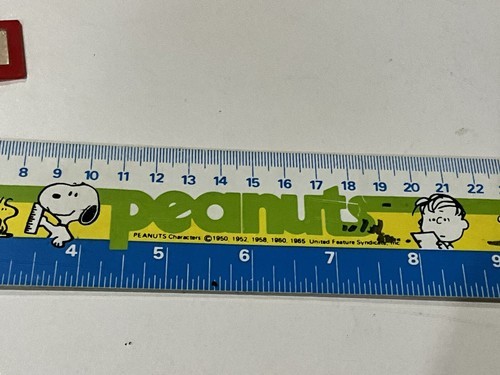 8 9 10 11 12 13 14 15 16 17 18 19 20 21 22
peanuts
PEANUTS Characters ©1950, 1952, 1958, 1960, 1965 United Feature Syndicate, Inc.
4 5 6 7 8 9